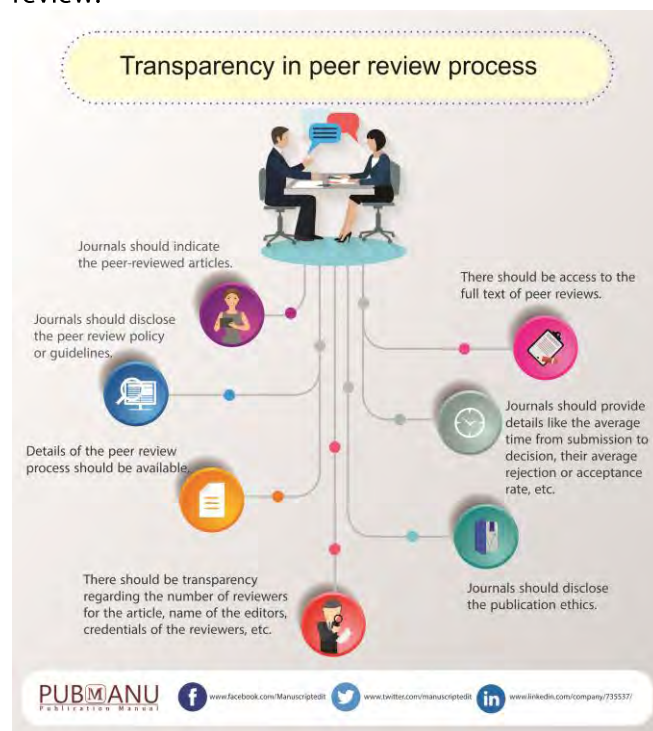 review.
Transparency in peer review process
Journals should indicate
the peer-reviewed articles.
There should be access to the
full text of peer reviews.
Journals should disclose
the peer review policy
or guidelines.
Journals should provide
details like the average
time from submission to
decision, their average
rejection or acceptance
rate, etc.
Details of the peer review
process should be available.
There should be transparency
regarding the number of reviewers
for the article, name of the editors,
credentials of the reviewers, etc.
Journals should disclose
the publication ethics.
PUBMANU
Publication Manual
f www.facebook.com/Manuscriptedit
www.twitter.com/manuscriptedit
in www.linkedin.com/company/735537/